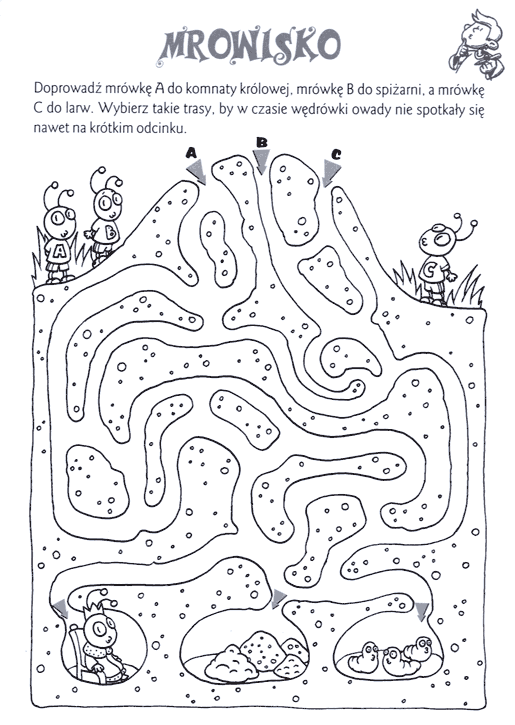 MROWISKO
Doprowadź mrówkę A do komnaty królowej, mrówkę B do spiżarni, a mrówkę
C do larw. Wybierz takie trasy, by w czasie wędrówki owady nie spotkały się
nawet na krótkim odcinku.
A B C
A B C